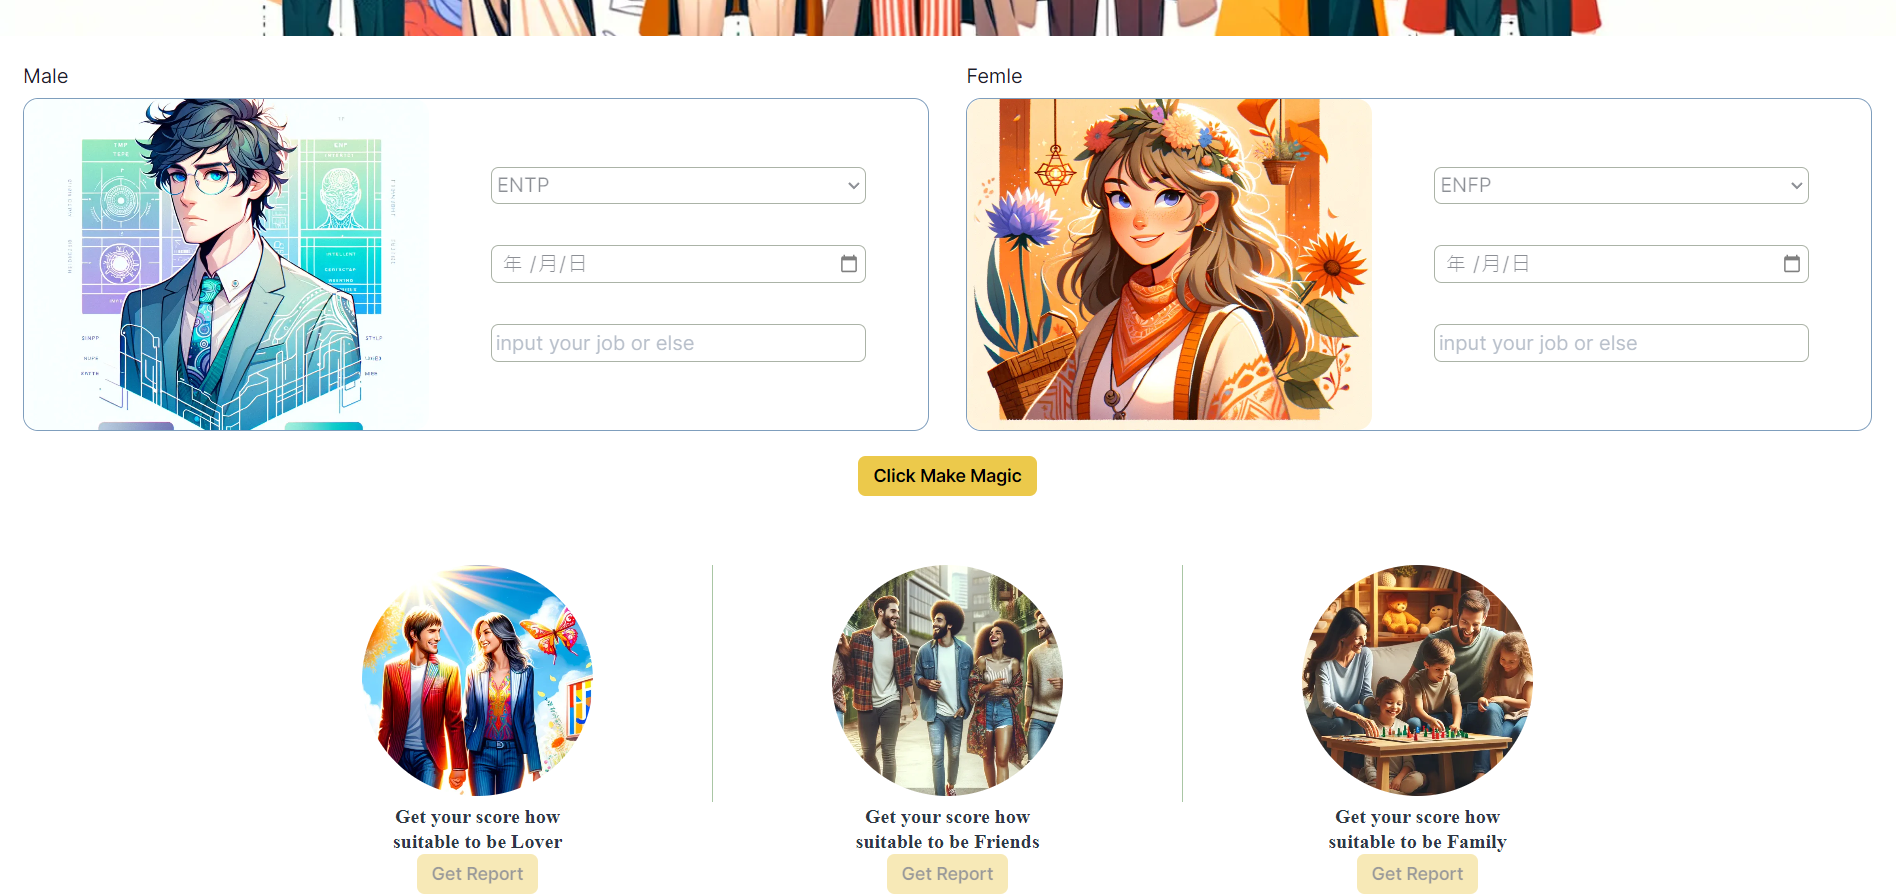 Male
Femle
ENTP
年 /月/日
input your job or else
ENFP
年 /月/日
input your job or else
Click Make Magic
Get your score how
suitable to be Lover
Get Report
Get your score how
suitable to be Friends
Get Report
Get your score how
suitable to be Family
Get Report